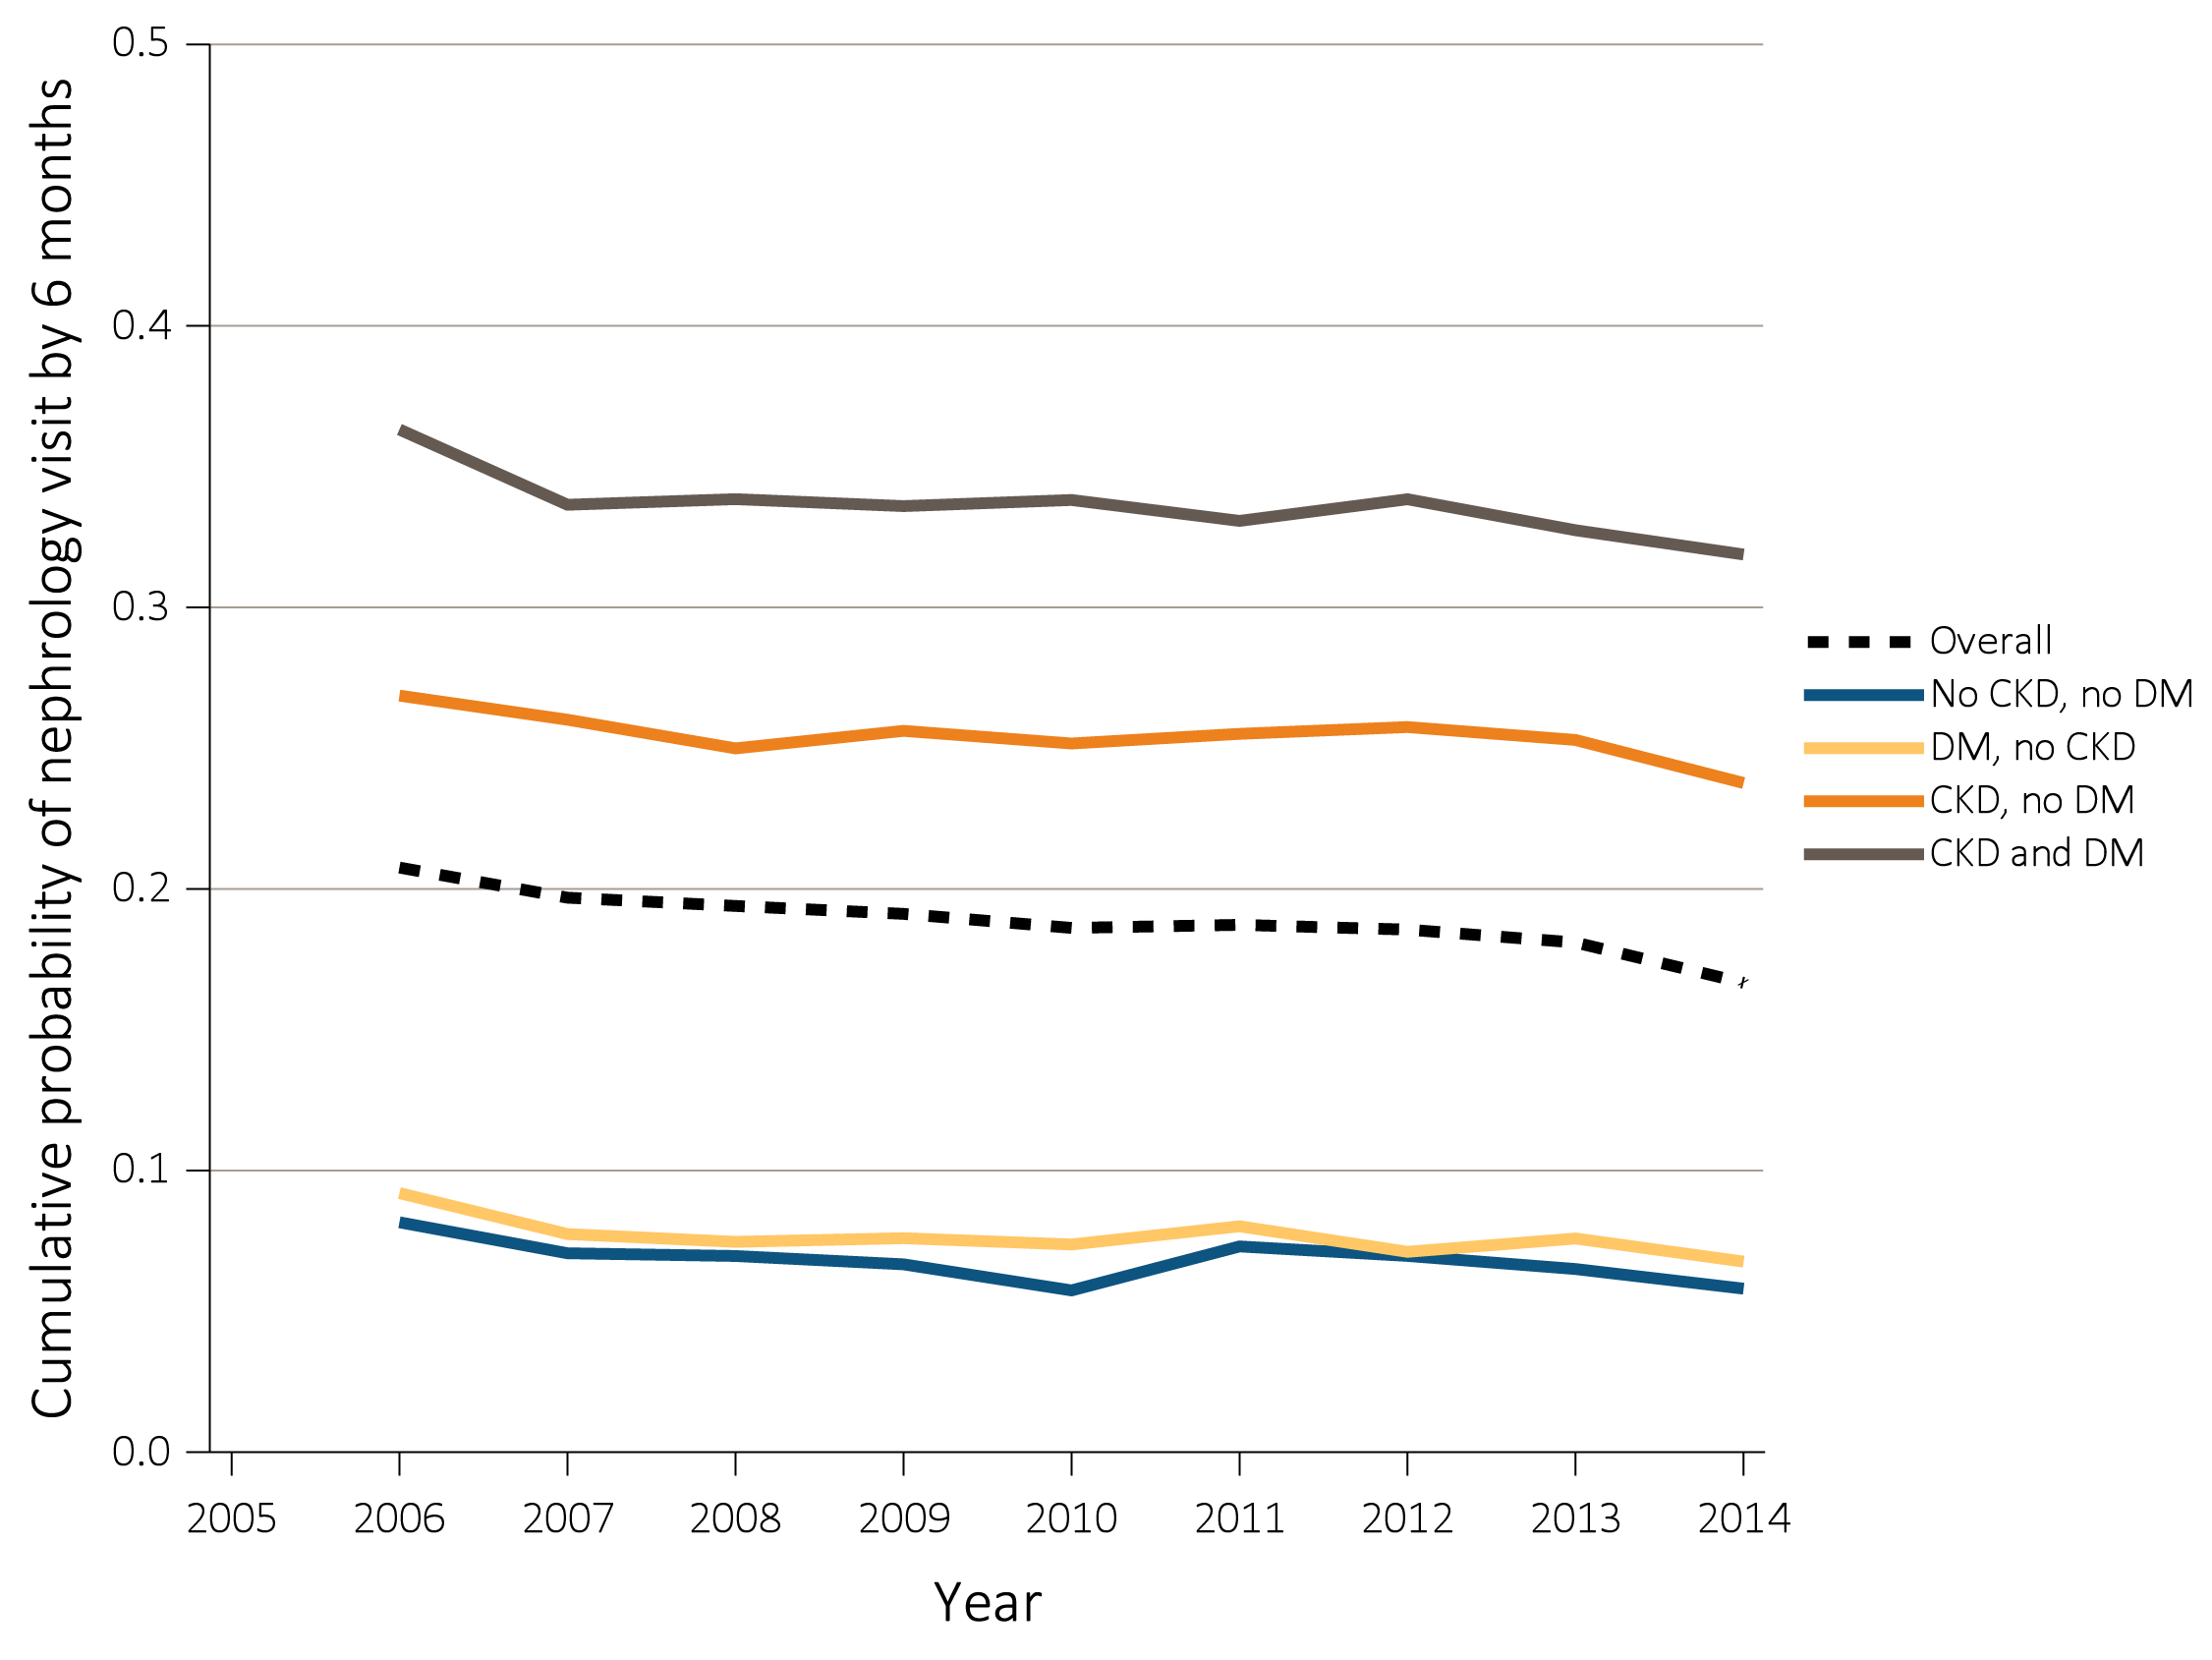 Cumulative probability of nephrology visit by 6 months
0.5
0.4
0.3
0.2
0.1
0.0
2005 2006 2007 2008 2009 2010 2011 2012 2013 2014
Year
Overall
No CKD, no DM
DM, no CKD
CKD, no DM
CKD and DM